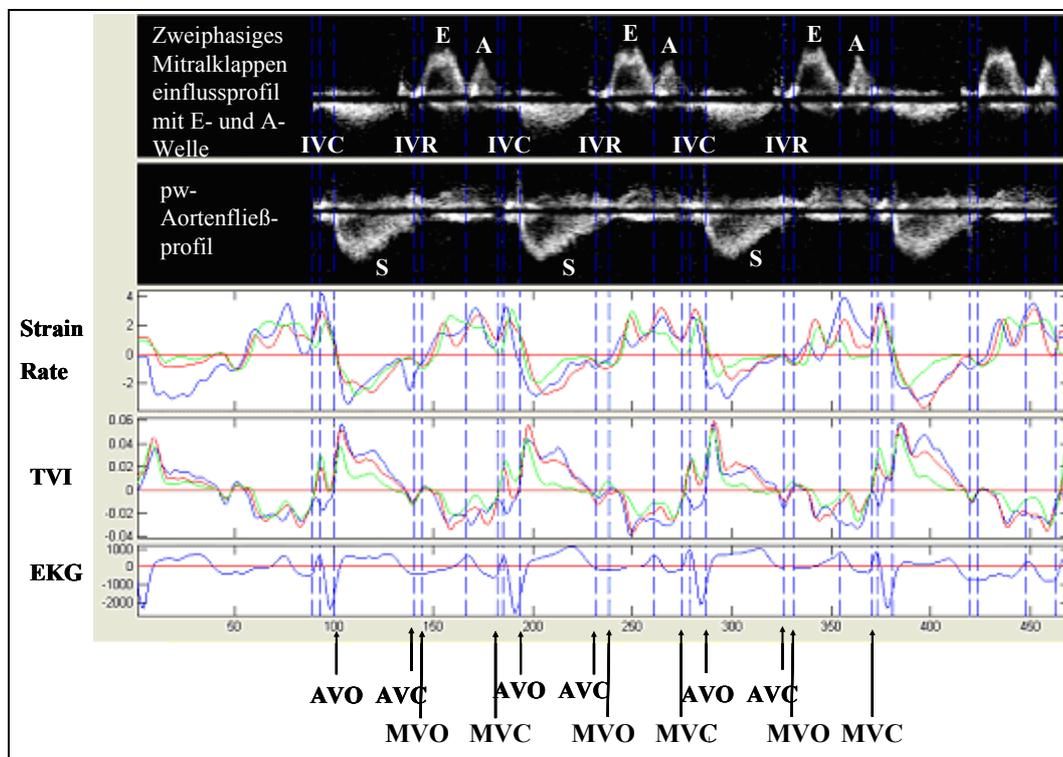 Zweiphasiges
Mitralklappen
einflussprofil
mit E- und A-
Welle
E A E A E A
IVC IVR IVC IVR IVC IVR
pw-
Aortenfließ-
profil
S S S
Strain
Rate
4
2
0
-2
TVI
0.06
0.04
0.02
0
-0.02
-0.04
EKG
1000
0
-1000
-2000
50 100 150 200 250 300 350 400 450
AVO AVC AVO AVC AVO AVC
MVO MVC MVO MVC MVO MVC